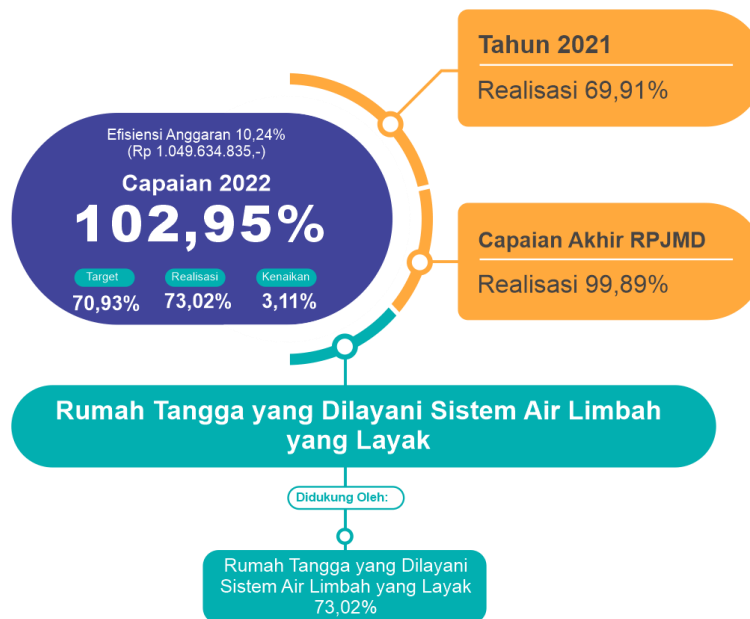 Tahun 2021
Realisasi 69,91%
Efisiensi Anggaran 10,24%
(Rp 1.049.634.835,-)
Capaian 2022
102,95%
Target Realisasi Kenaikan
70,93% 73,02% 3,11%
Capaian Akhir RPJMD
Realisasi 99,89%
Rumah Tangga yang Dilayani Sistem Air Limbah
yang Layak
Didukung Oleh:
Rumah Tangga yang Dilayani
Sistem Air Limbah yang Layak
73,02%